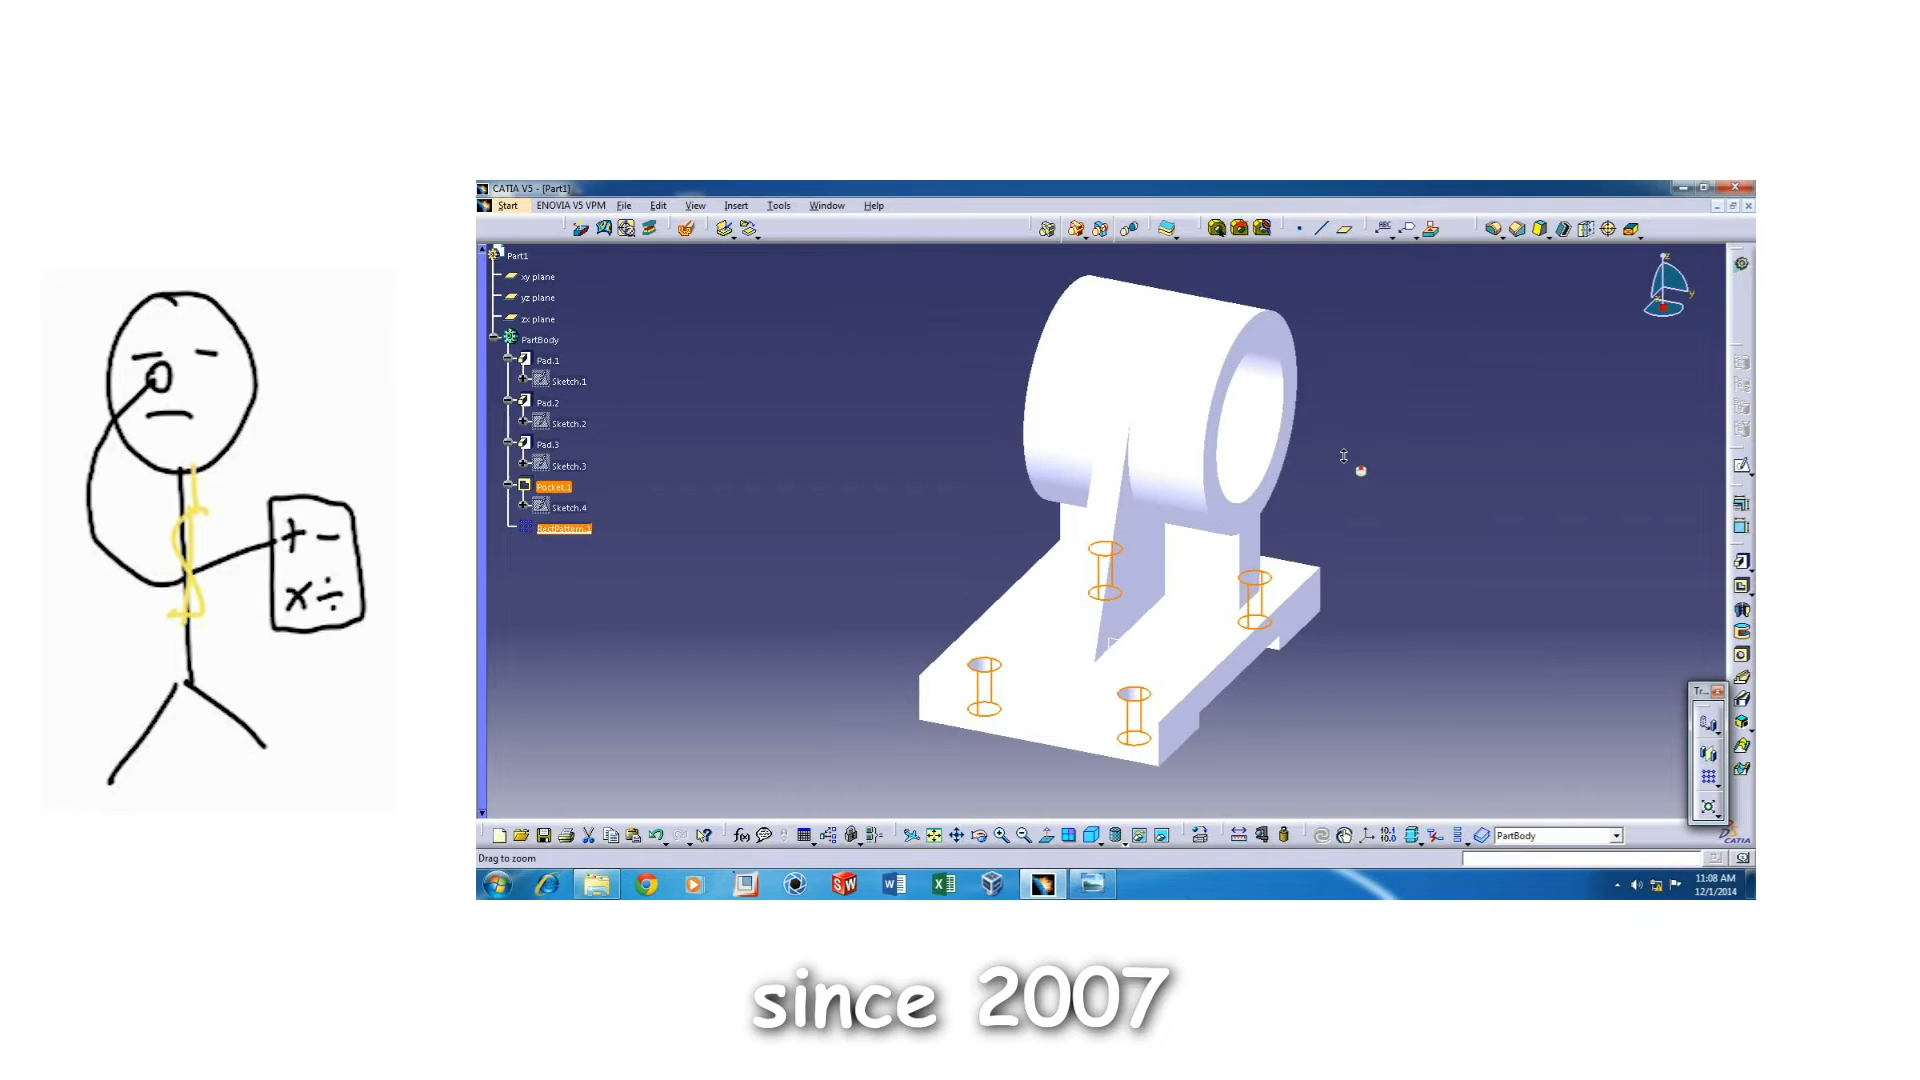 CATIA V5 - [Part1]
Start ENOVIA V5 VPM File Edit View Insert Tools Window Help
Part1
xy plane
yz plane
zx plane
PartBody
Pad.1
Sketch.1
Pad.2
Sketch.2
Pad.3
Sketch.3
Pocket.1
Sketch.4
RectPattern.1
z
y
x
+ -
x ÷
Tr...
PartBody
CATIA
Drag to zoom
11:08 AM
12/1/2014
since 2007